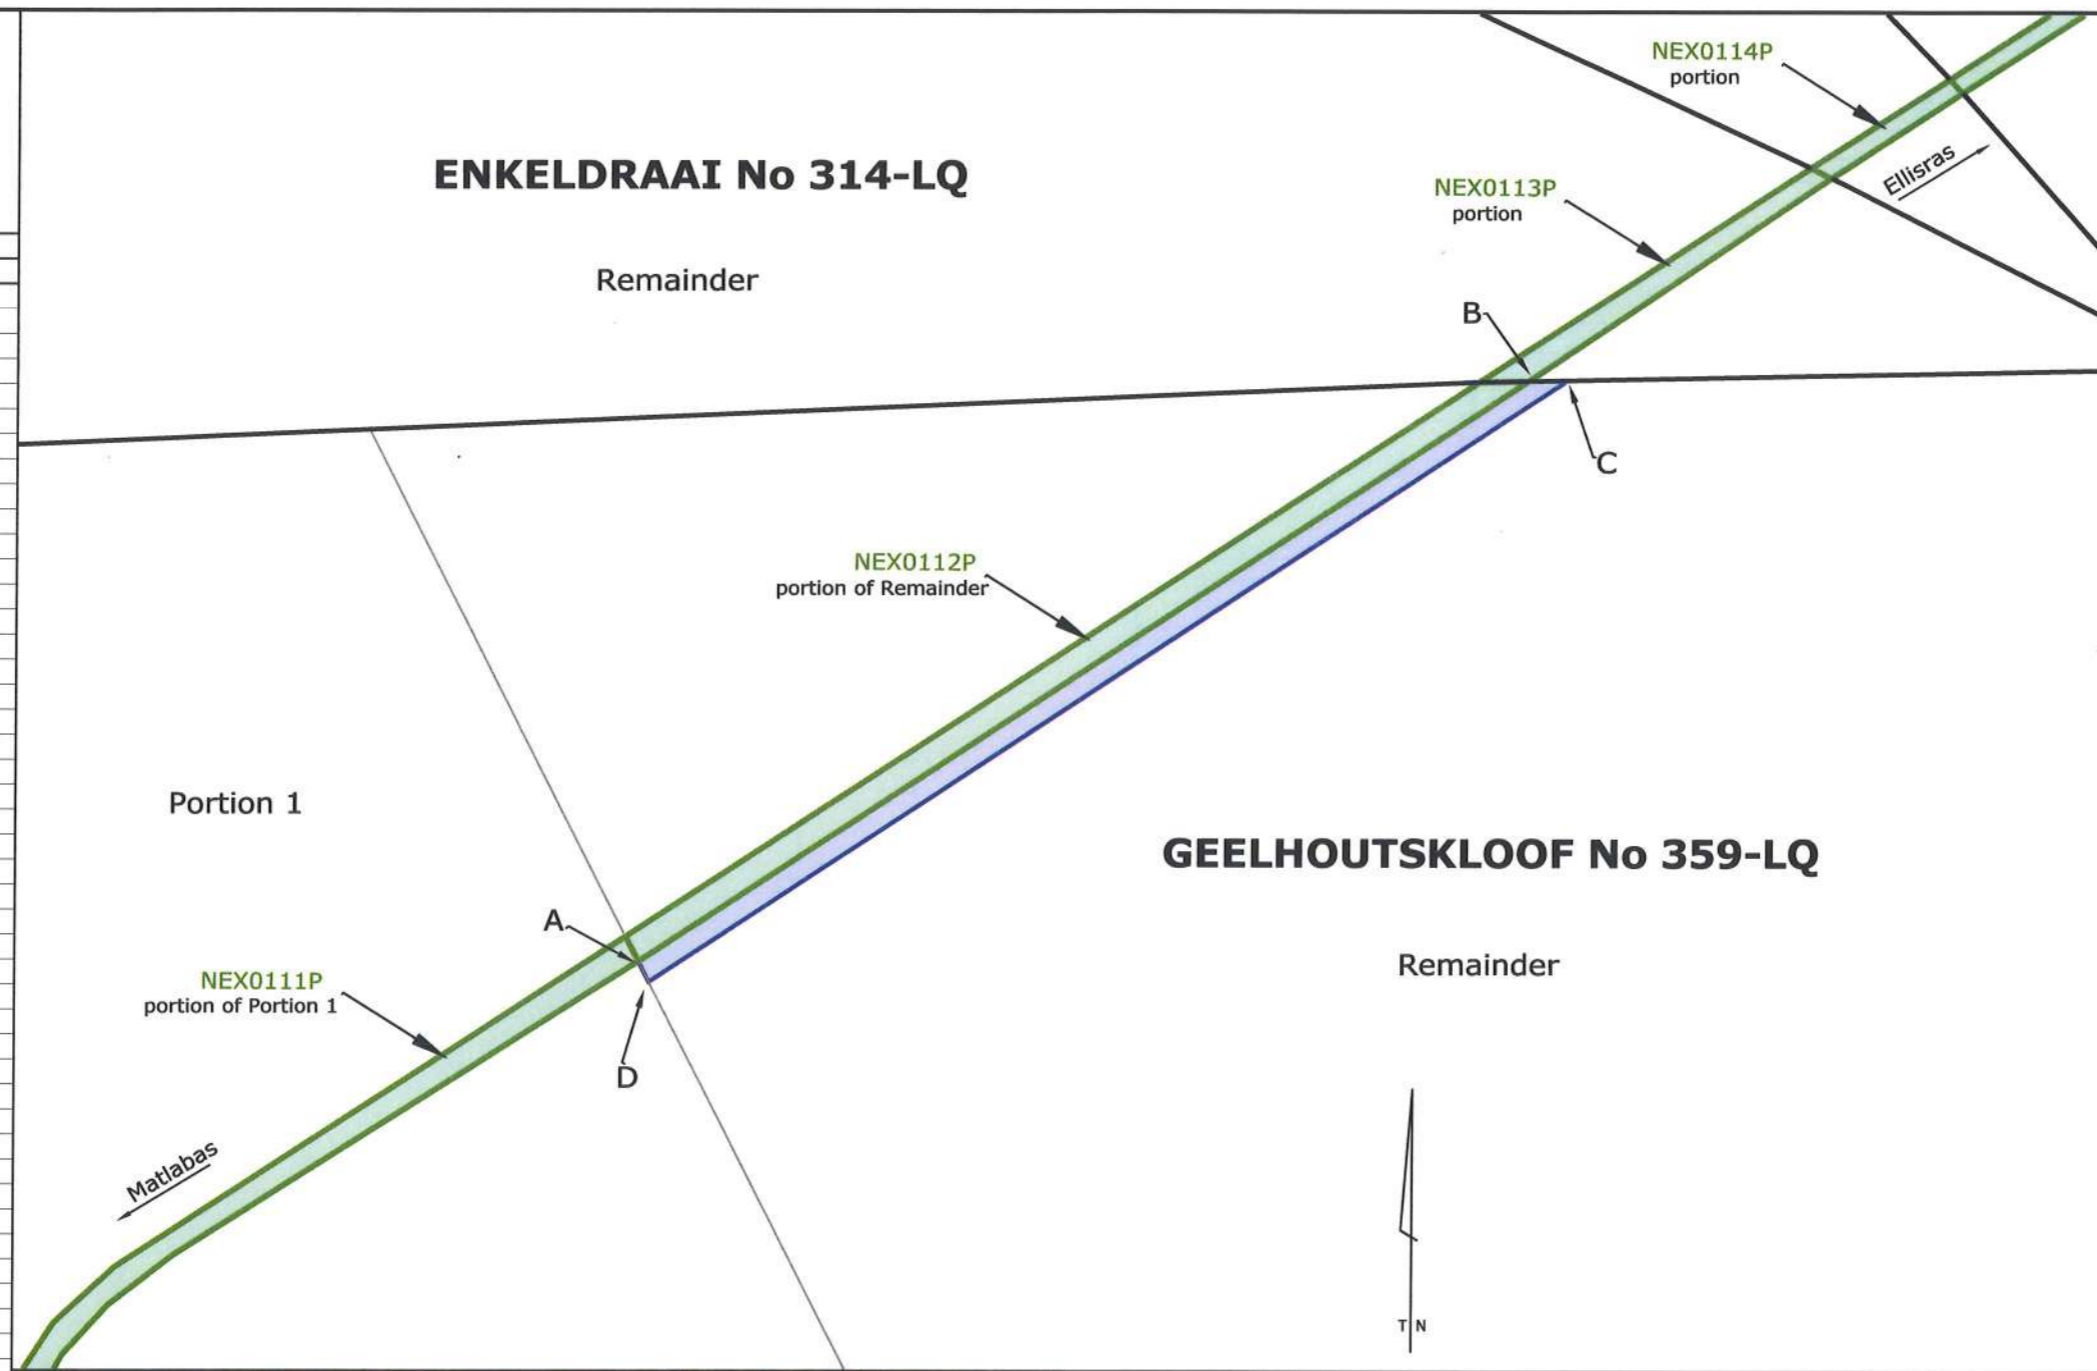 NEX0114P
portion
Ellisras
ENKELDRAAI No 314-LQ
NEX0113P
portion
Remainder
B
C
NEX0112P
portion of Remainder
Portion 1
GEELHOUTSKLOOF No 359-LQ
A
Remainder
NEX0111P
portion of Portion 1
D
Matlabas
T N